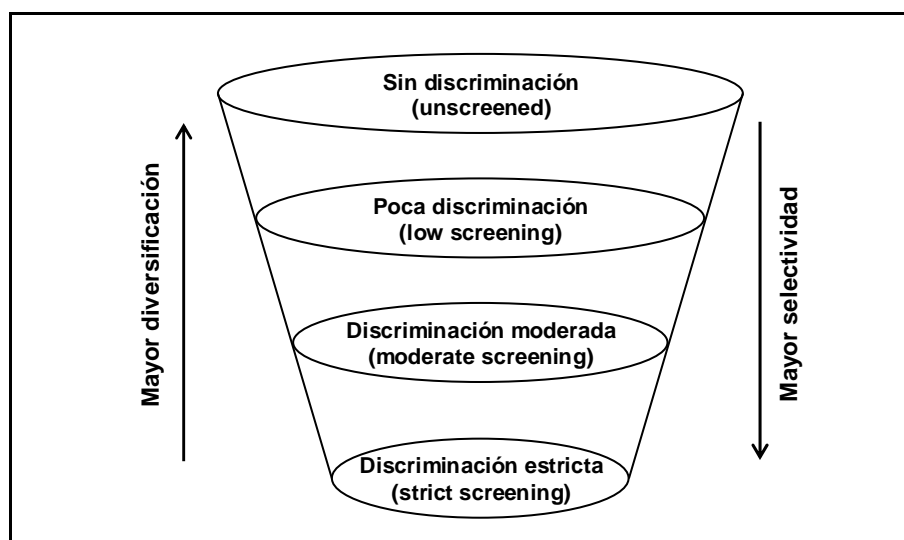 Sin discriminación
(unscreened)
Mayor diversificación
Poca discriminación
(low screening)
Mayor selectividad
Discriminación moderada
(moderate screening)
Discriminación estricta
(strict screening)